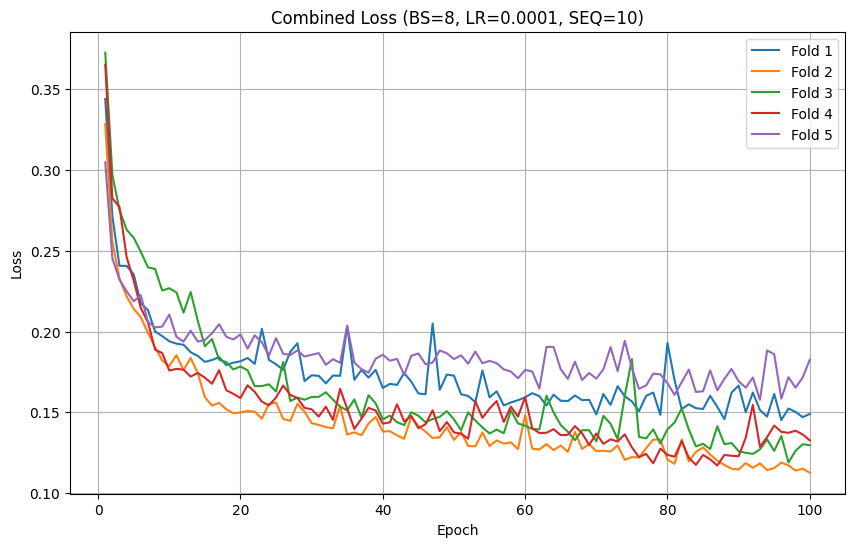 Combined Loss (BS=8, LR=0.0001, SEQ=10)
Fold 1
Fold 2
Fold 3
Fold 4
Fold 5
0.35
0.30
0.25
0.20
0.15
0.10
Loss
0
20
40
60
80
100
Epoch